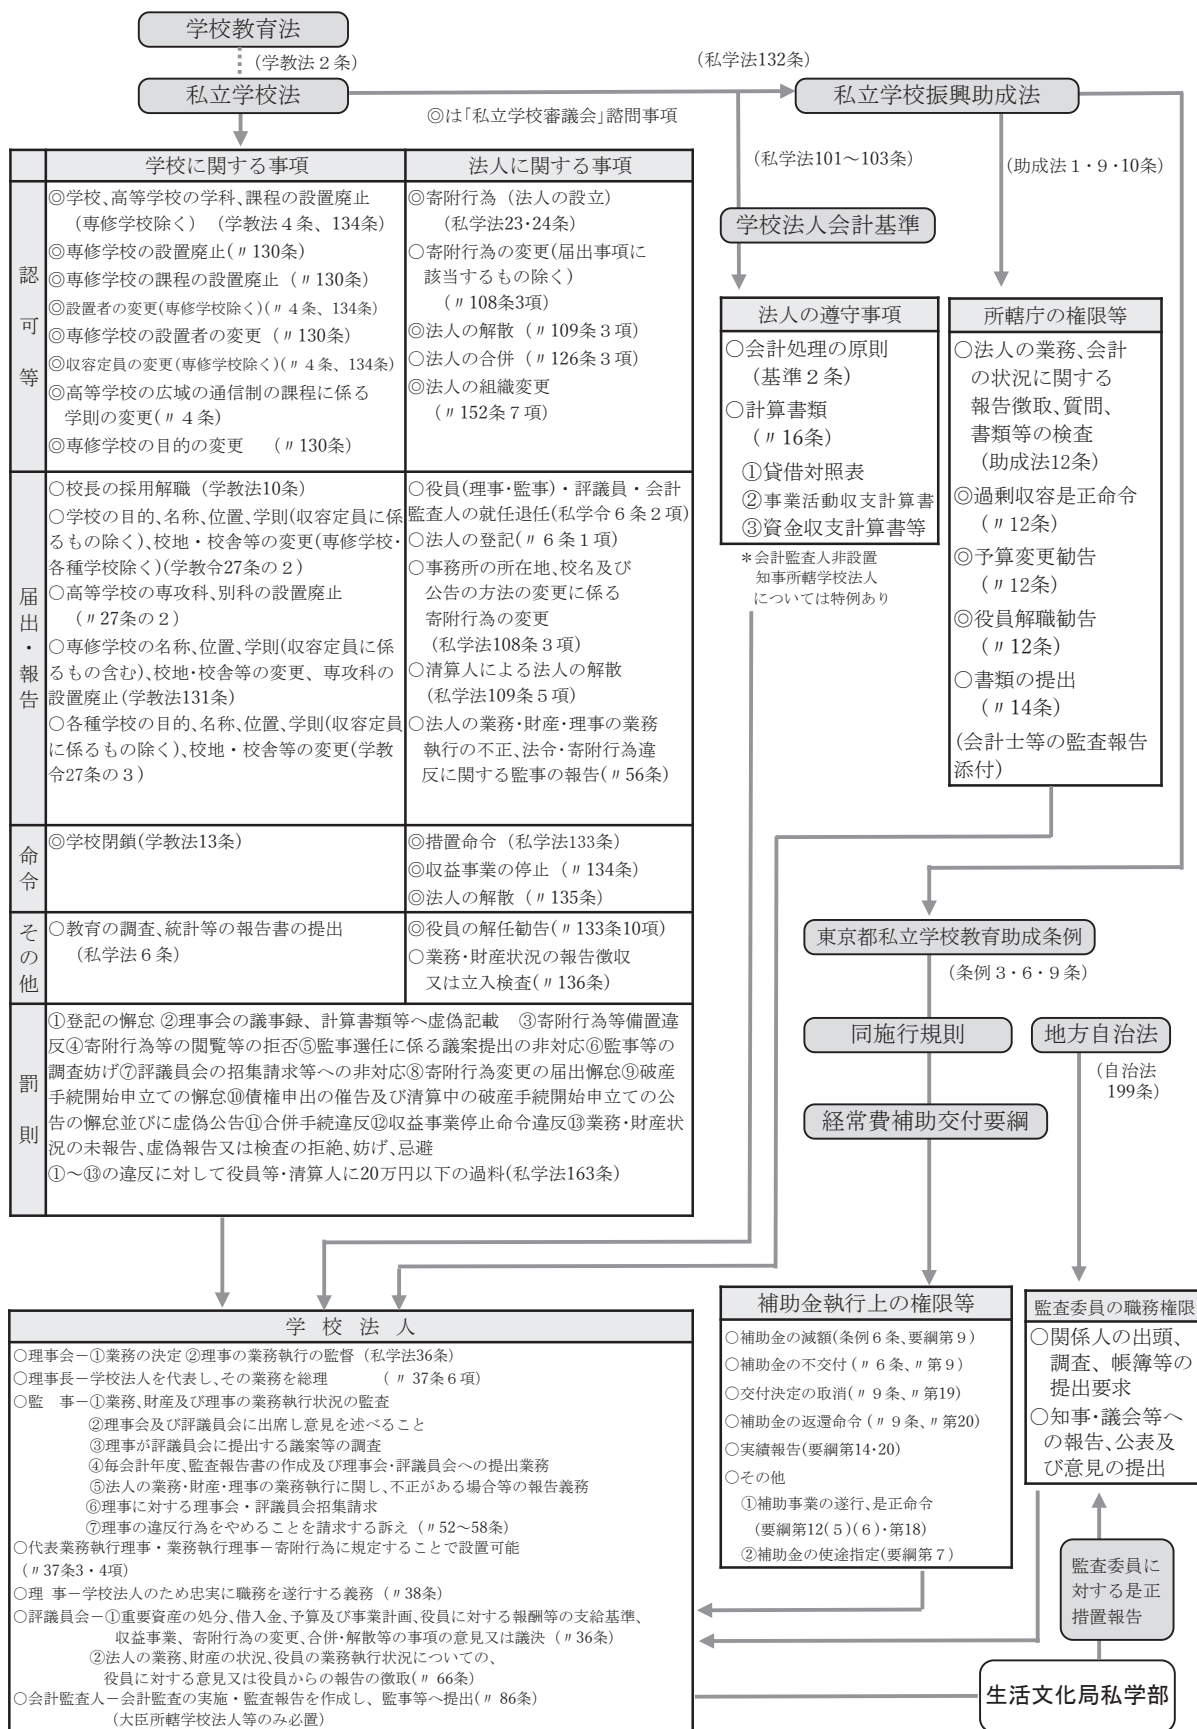 学校教育法
(学教法２条)
私立学校法
(私学法132条)
私立学校振興助成法
◎は「私立学校審議会」諮問事項
(私学法101～103条)
(助成法１・９・10条)
学校に関する事項
法人に関する事項
認可等
◎学校、高等学校の学科、課程の設置廃止
(専修学校除く) (学教法４条、134条)
◎専修学校の設置廃止(〃130条)
◎専修学校の課程の設置廃止 (〃130条)
◎設置者の変更(専修学校除く)(〃４条、134条)
◎専修学校の設置者の変更 (〃130条)
◎収容定員の変更(専修学校除く)(〃４条、134条)
◎高等学校の広域の通信制の課程に係る
学則の変更(〃４条)
◎専修学校の目的の変更 (〃130条)
◎寄附行為 (法人の設立)
(私学法23・24条)
○寄附行為の変更(届出事項に
該当するもの除く)
(〃108条3項)
◎法人の解散 (〃109条３項)
◎法人の合併 (〃126条３項)
◎法人の組織変更
(〃152条７項)
届出・報告
○校長の採用解職 (学教法10条)
○学校の目的、名称、位置、学則(収容定員に係
るもの除く)、校地・校舎等の変更(専修学校・
各種学校除く)(学教令27条の２)
○高等学校の専攻科、別科の設置廃止
(〃27条の２)
○専修学校の名称、位置、学則(収容定員に係
るもの含む)、校地・校舎等の変更、専攻科の
設置廃止(学教法131条)
○各種学校の目的、名称、位置、学則(収容定員
に係るもの除く)、校地・校舎等の変更(学教
令27条の３)
○役員(理事・監事)・評議員・会計
監査人の就任退任(私学令６条２項)
○法人の登記(〃６条１項)
○事務所の所在地、校名及び
公告の方法の変更に係る
寄附行為の変更
(私学法108条３項)
○清算人による法人の解散
(私学法109条５項)
○法人の業務・財産・理事の業務
執行の不正、法令・寄附行為違
反に関する監事の報告(〃56条)
命令
◎学校閉鎖(学教法13条)
◎措置命令 (私学法133条)
◎収益事業の停止 (〃134条)
◎法人の解散 (〃135条)
その他
○教育の調査、統計等の報告書の提出
(私学法６条)
◎役員の解任勧告(〃133条10項)
○業務・財産状況の報告徴収
又は立入検査(〃136条)
罰則
①登記の懈怠 ②理事会の議事録、計算書類等へ虚偽記載 ③寄附行為等備置違
反④寄附行為等の閲覧等の拒否⑤監事選任に係る議案提出の非対応⑥監事等の
調査妨げ⑦評議員会の招集請求等への非対応⑧寄附行為変更の届出懈怠⑨破産
手続開始申立ての懈怠⑩債権申出の催告及び清算中の破産手続開始申立ての公
告の懈怠並びに虚偽公告⑪合併手続違反⑫収益事業停止命令違反⑬業務・財産状
況の未報告、虚偽報告又は検査の拒絶、妨げ、忌避
①～⑬の違反に対して役員等・清算人に20万円以下の過料(私学法163条)
学校法人会計基準
法人の遵守事項
○会計処理の原則
(基準２条)
○計算書類
(〃16条)
①貸借対照表
②事業活動収支計算書
③資金収支計算書等
＊会計監査人非設置
知事所轄学校法人
については特例あり
所轄庁の権限等
○法人の業務、会計
の状況に関する
報告徴取、質問、
書類等の検査
(助成法12条)
◎過剰収容是正命令
(〃12条)
◎予算変更勧告
(〃12条)
◎役員解職勧告
(〃12条)
○書類の提出
(〃14条)
(会計士等の監査報告
添付)
東京都私立学校教育助成条例
(条例３・６・９条)
同施行規則
地方自治法
(自治法
199条)
経常費補助交付要綱
学校法人
○理事会－①業務の決定 ②理事の業務執行の監督 (私学法36条)
○理事長－学校法人を代表し、その業務を総理 (〃37条６項)
○監 事－①業務、財産及び理事の業務執行状況の監査
②理事会及び評議員会に出席し意見を述べること
③理事が評議員会に提出する議案等の調査
④毎会計年度、監査報告書の作成及び理事会・評議員会への提出業務
⑤法人の業務・財産・理事の業務執行に関し、不正がある場合等の報告義務
⑥理事に対する理事会・評議員会招集請求
⑦理事の違反行為をやめることを請求する訴え (〃52～58条)
○代表業務執行理事・業務執行理事－寄附行為に規定することで設置可能
(〃37条3・4項)
○理 事－学校法人のため忠実に職務を遂行する義務 (〃38条)
○評議員会－①重要資産の処分、借入金、予算及び事業計画、役員に対する報酬等の支給基準、
収益事業、寄附行為の変更、合併・解散等の事項の意見又は議決 (〃36条)
②法人の業務、財産の状況、役員の業務執行状況についての、
役員に対する意見又は役員からの報告の徴取(〃66条)
○会計監査人－会計監査の実施・監査報告を作成し、監事等へ提出(〃86条)
(大臣所轄学校法人等のみ必置)
補助金執行上の権限等
○補助金の減額(条例６条、要綱第９)
○補助金の不交付(〃６条、〃第９)
○交付決定の取消(〃９条、〃第19)
○補助金の返還命令(〃９条、〃第20)
○実績報告(要綱第14・20)
○その他
①補助事業の遂行、是正命令
(要綱第12(５)(６)・第18)
②補助金の使途指定(要綱第７)
監査委員の職務権限
○関係人の出頭、
調査、帳簿等の
提出要求
○知事・議会等へ
の報告、公表及
び意見の提出
監査委員に
対する是正
措置報告
生活文化局私学部